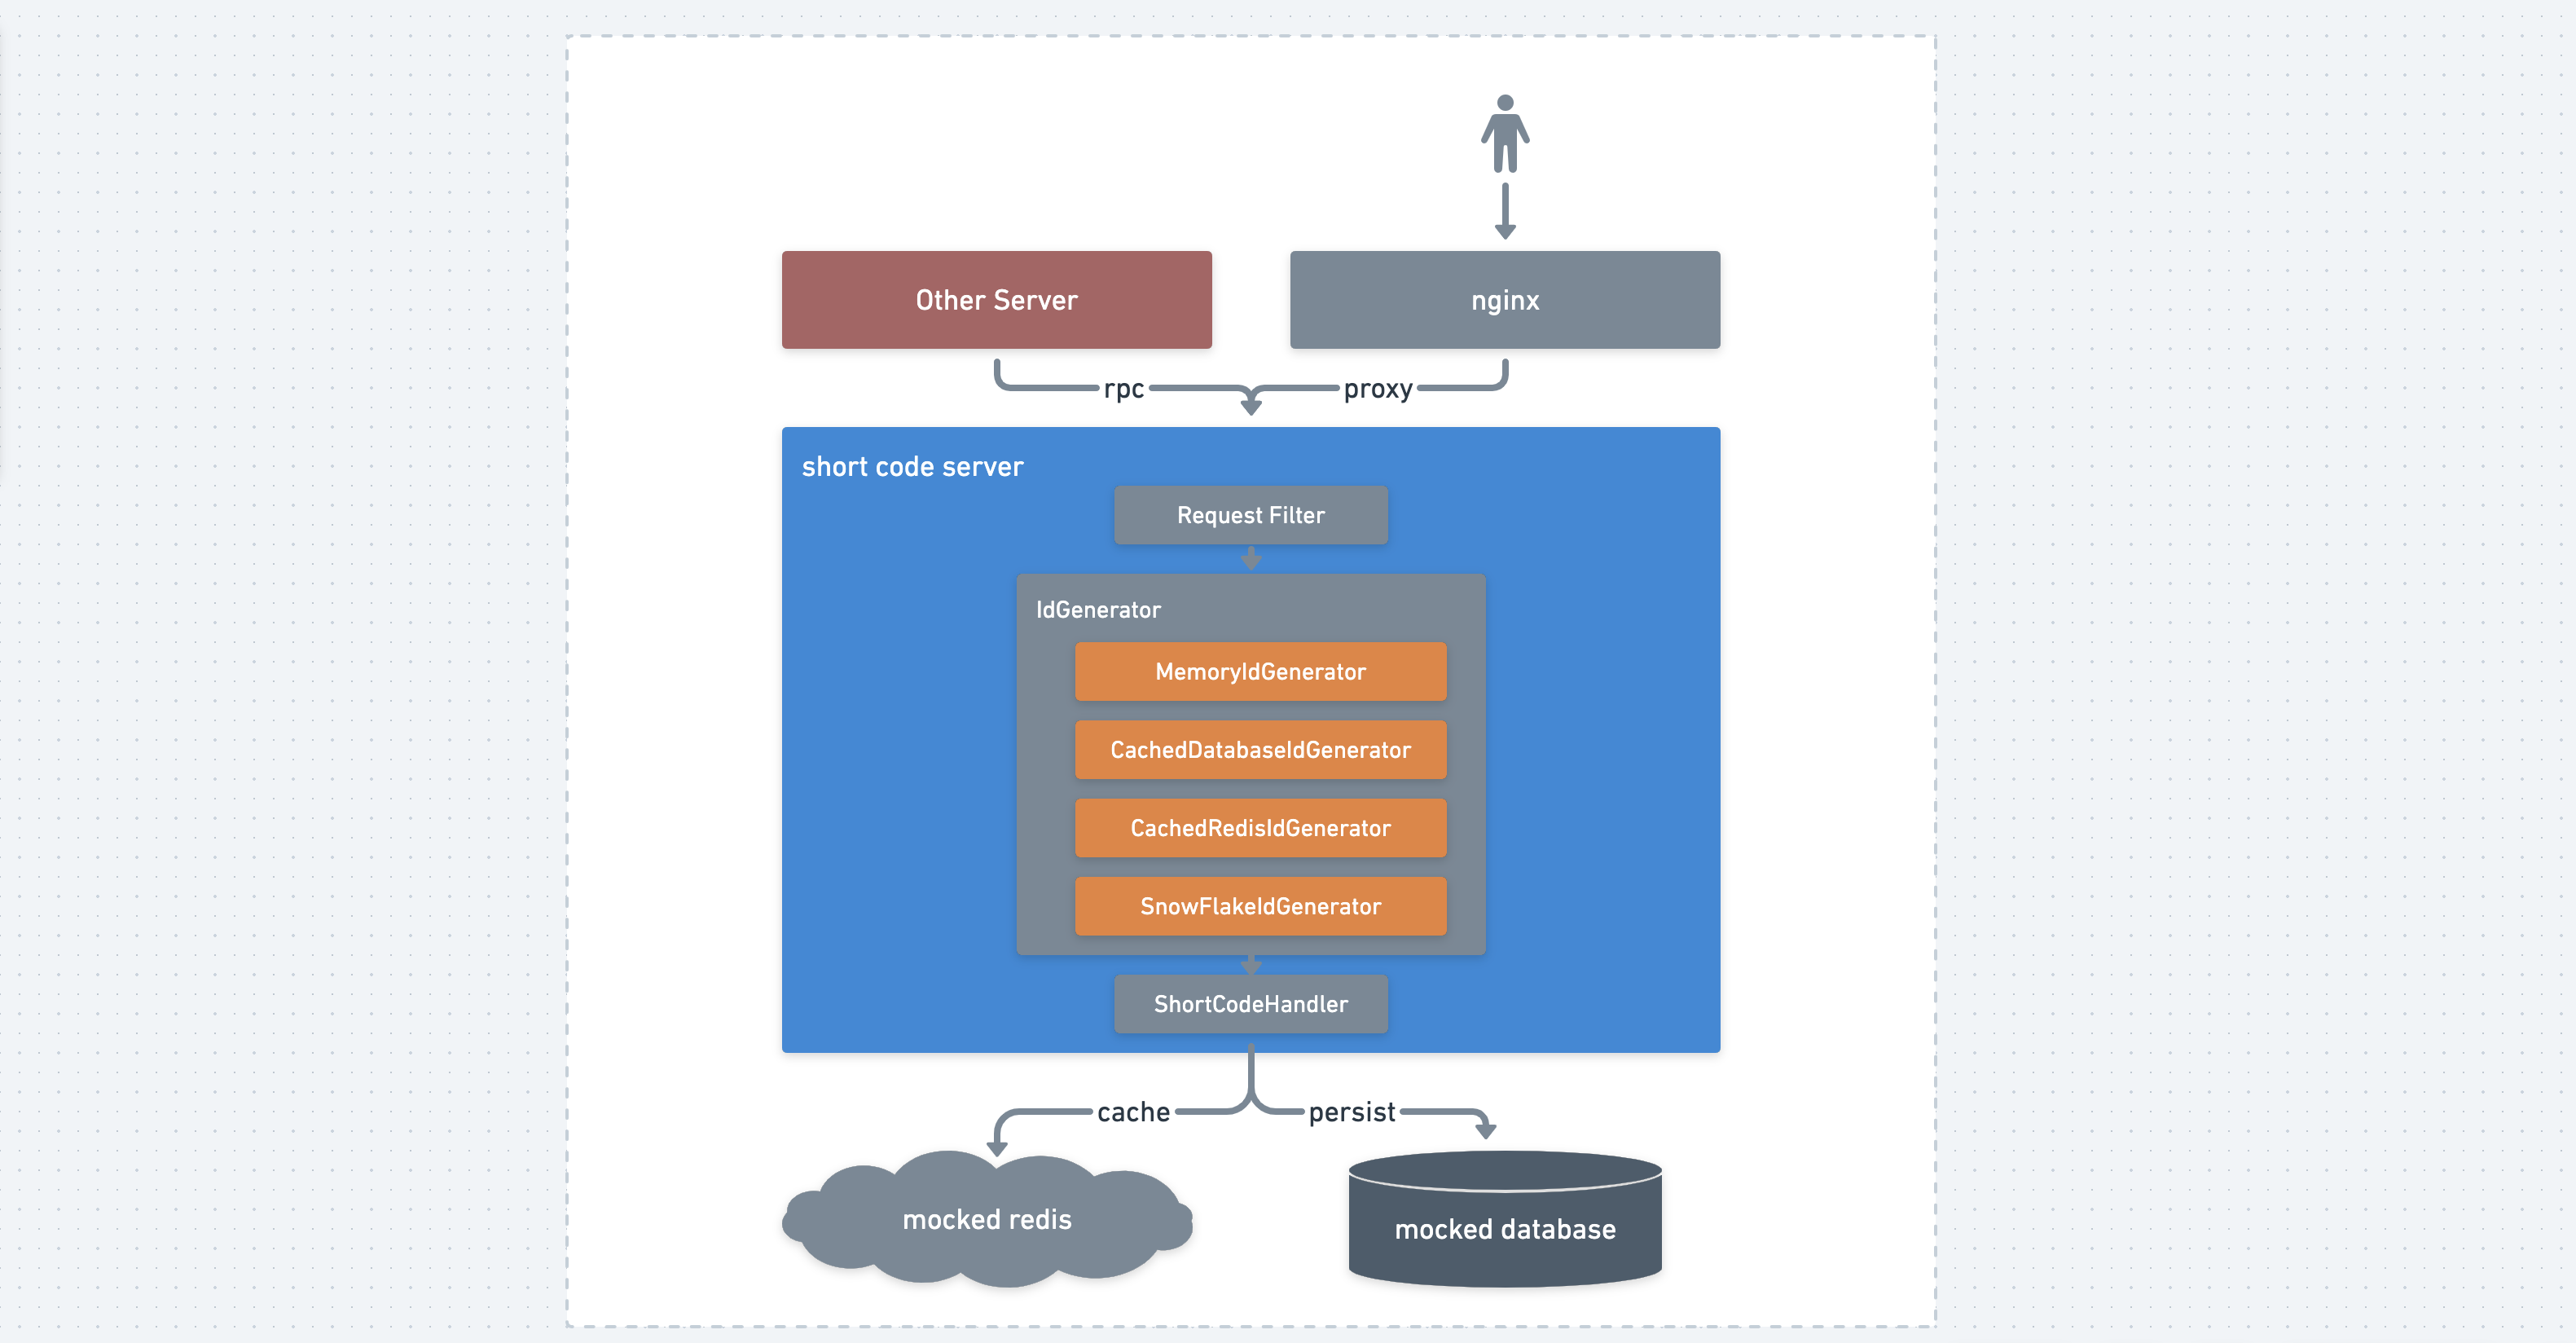 Other Server
nginx
rpc
proxy
short code server
Request Filter
IdGenerator
MemoryIdGenerator
CachedDatabaseIdGenerator
CachedRedisIdGenerator
SnowFlakeIdGenerator
ShortCodeHandler
cache
persist
mocked redis
mocked database